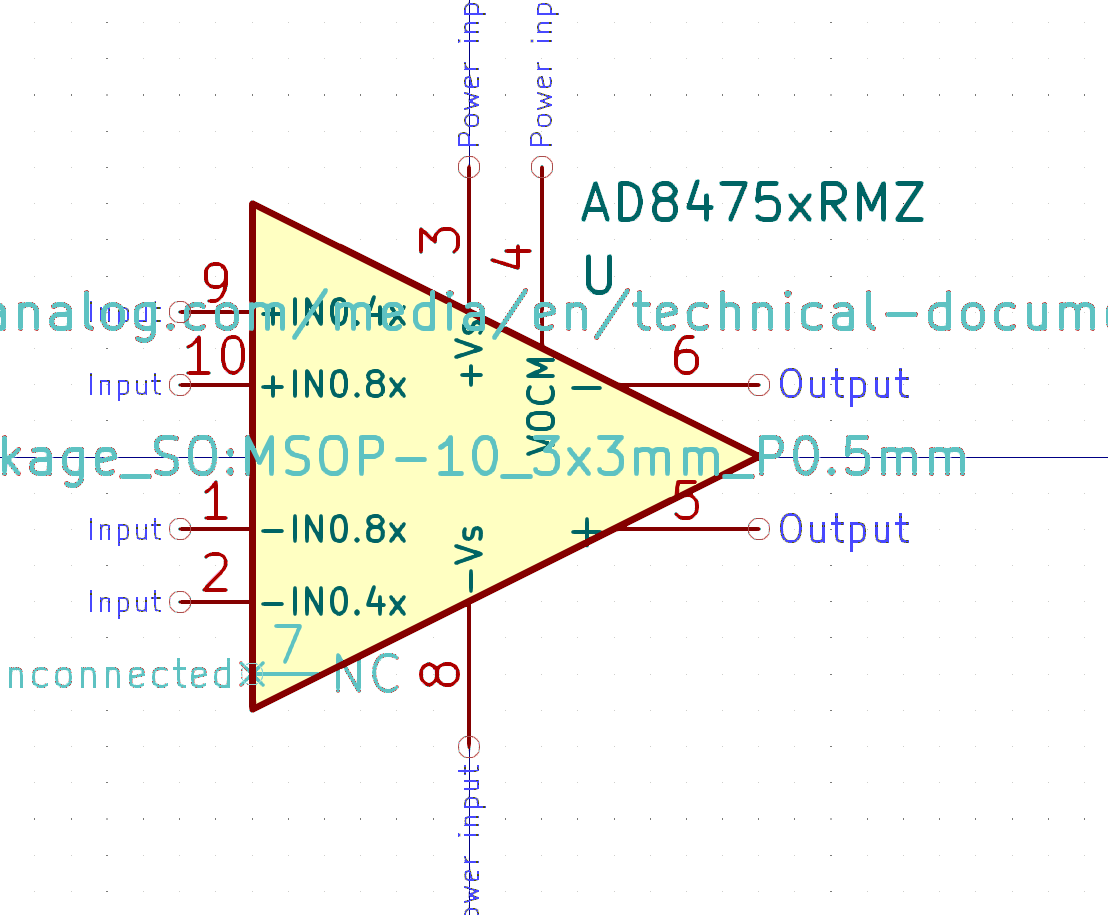 Power inp
Power inp
AD8475xRMZ
3
4
U
9
Input
+IN0.4x
analog.com/media/en/technical-docume
+Vs
10
Input
+IN0.8x
VOCM
-
6
Output
kage_SO:MSOP-10_3x3mm_P0.5mm
1
Input
-IN0.8x
-Vs
+
5
Output
2
Input
-IN0.4x
7
nconnected
NC
8
ower input